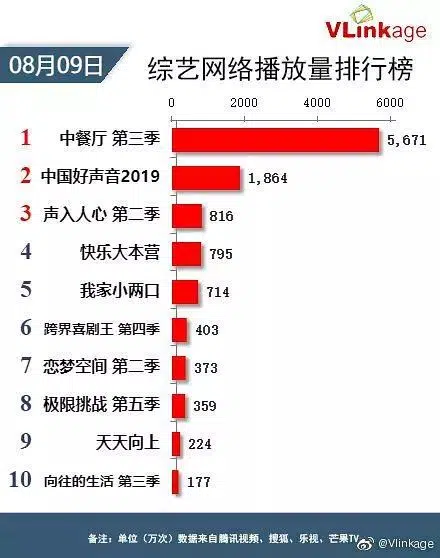 VLinkage
08月09日
综艺网络播放量排行榜
0 2000 4000 6000
1 中餐厅 第三季 5,671
2 中国好声音2019 1,864
3 声入人心 第二季 816
4 快乐大本营 795
5 我家小两口 714
6 跨界喜剧王 第四季 403
7 恋梦空间 第二季 373
8 极限挑战 第五季 359
9 天天向上 224
10 向往的生活 第三季 177
备注：单位（万次）数据来自腾讯视频、搜狐、乐视、芒果TV
@Vlinkage